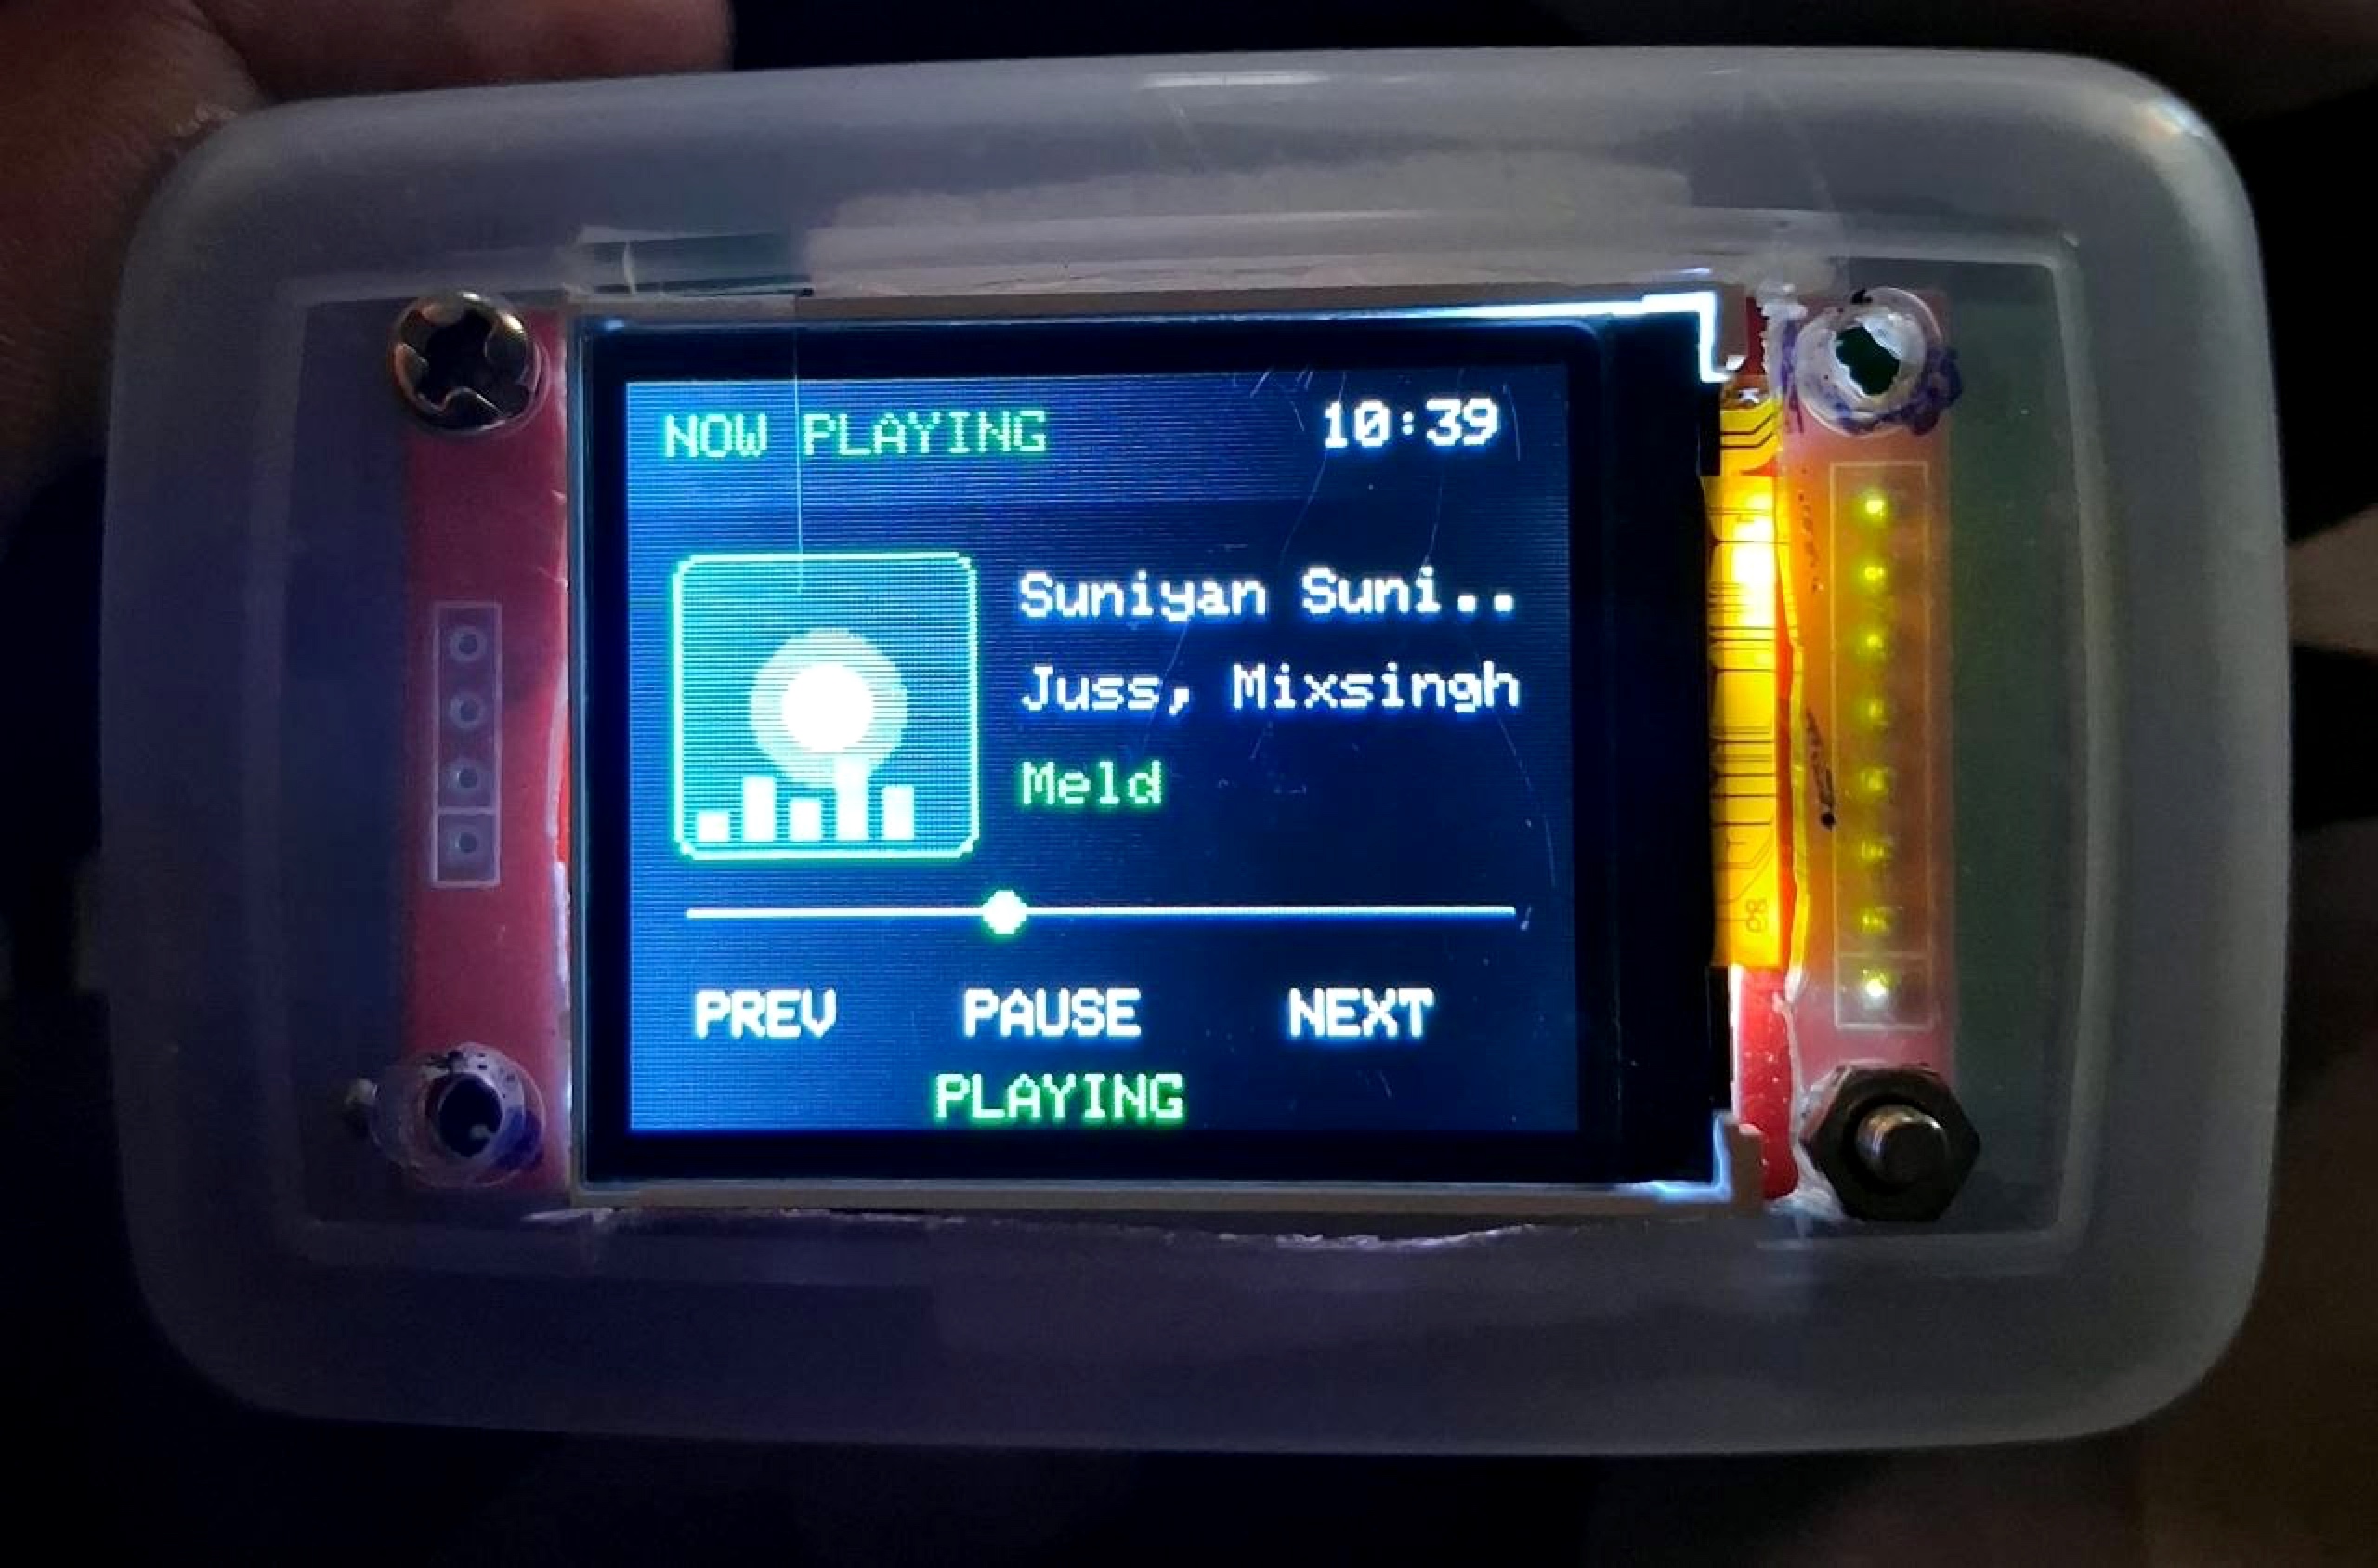 NOW PLAYING 10:39
Suniyan Suni..
Juss, Mixsingh
Meld
PREV PAUSE NEXT
PLAYING